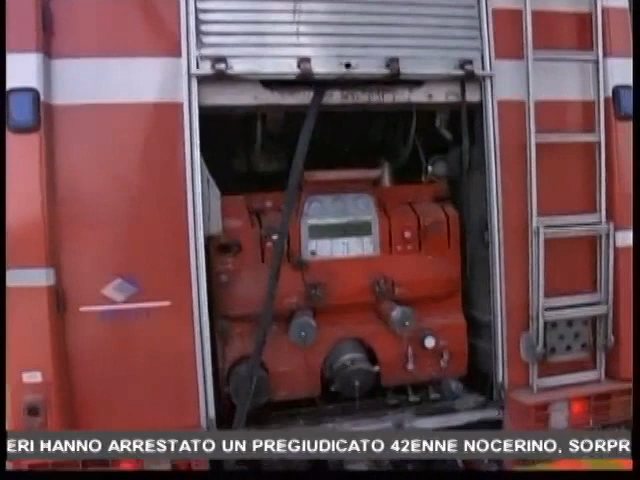 ERI HANNO ARRESTATO UN PREGIUDICATO 42ENNE NOCERINO, SORPR